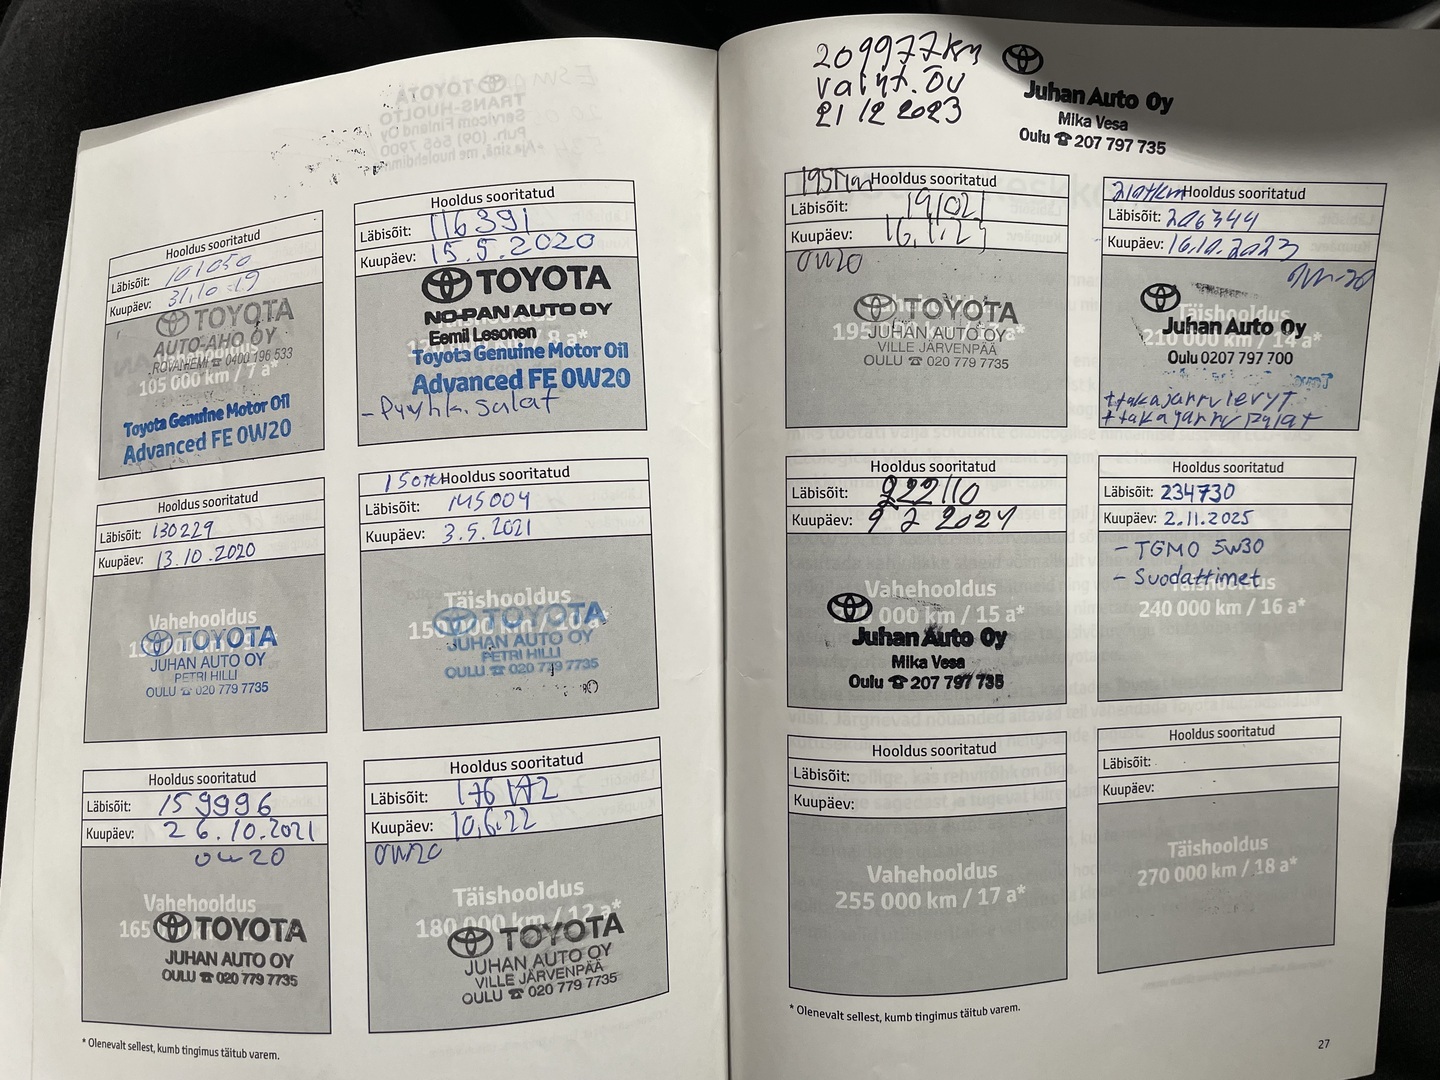 Hooldus sooritatud
Läbisõit: 101050
Kuupäev: 31.10.19
TOYOTA
AUTO-AHO OY
ROVANIEMI ☎ 0400 196 533
105 000 km / 7 a*
Toyota Genuine Motor Oil
Advanced FE 0W20
Hooldus sooritatud
Läbisõit: 116391
Kuupäev: 15.5.2020
TOYOTA
NO-PAN AUTO OY
Eemil Lesonen
Toyota Genuine Motor Oil
Advanced FE 0W20
Hooldus sooritatud
Läbisõit: 130229
Kuupäev: 13.10.2020
Vahehooldus
TOYOTA
JUHAN AUTO OY
PETRI HILLI
OULU ☎ 020 779 7735
Hooldus sooritatud
Läbisõit: 145004
Kuupäev: 3.5.2021
Täishooldus
TOYOTA
JUHAN AUTO OY
PETRI HILLI
OULU ☎ 020 779 7735
Hooldus sooritatud
Läbisõit: 159996
Kuupäev: 26.10.2021
0W20
Vahehooldus
165
TOYOTA
JUHAN AUTO OY
OULU ☎ 020 779 7735
Hooldus sooritatud
Läbisõit:
Kuupäev: 10.6.22
0W20
Täishooldus
180 000 km / 12 a*
TOYOTA
JUHAN AUTO OY
VILLE JÄRVENPÄÄ
OULU ☎ 020 779 7735
* Olenevalt sellest, kumb tingimus täitub varem.
209977km
21 12 2023
Juhan Auto Oy
Mika Vesa
Oulu ☎ 207 797 735
Hooldus sooritatud
Läbisõit:
Kuupäev:
0W20
TOYOTA
JUHAN AUTO OY
VILLE JÄRVENPÄÄ
OULU ☎ 020 779 7735
Hooldus sooritatud
Läbisõit: 206344
Kuupäev: 16.10.2023
0W-20
Täishooldus
210 000 km / 14 a*
Juhan Auto Oy
Oulu 0207 797 700
+takajarrulevyt
+takajarrupalat
Hooldus sooritatud
Läbisõit: 222110
Kuupäev: 9 2 2024
Vahehooldus
000 km / 15 a*
Juhan Auto Oy
Mika Vesa
Oulu ☎ 207 797 735
Hooldus sooritatud
Läbisõit: 234730
Kuupäev: 2.11.2025
- TGMO 5W30
- Suodattimet
240 000 km / 16 a*
Hooldus sooritatud
Läbisõit:
Kuupäev:
Vahehooldus
255 000 km / 17 a*
Hooldus sooritatud
Läbisõit:
Kuupäev:
Täishooldus
270 000 km / 18 a*
* Olenevalt sellest, kumb tingimus täitub varem.
27